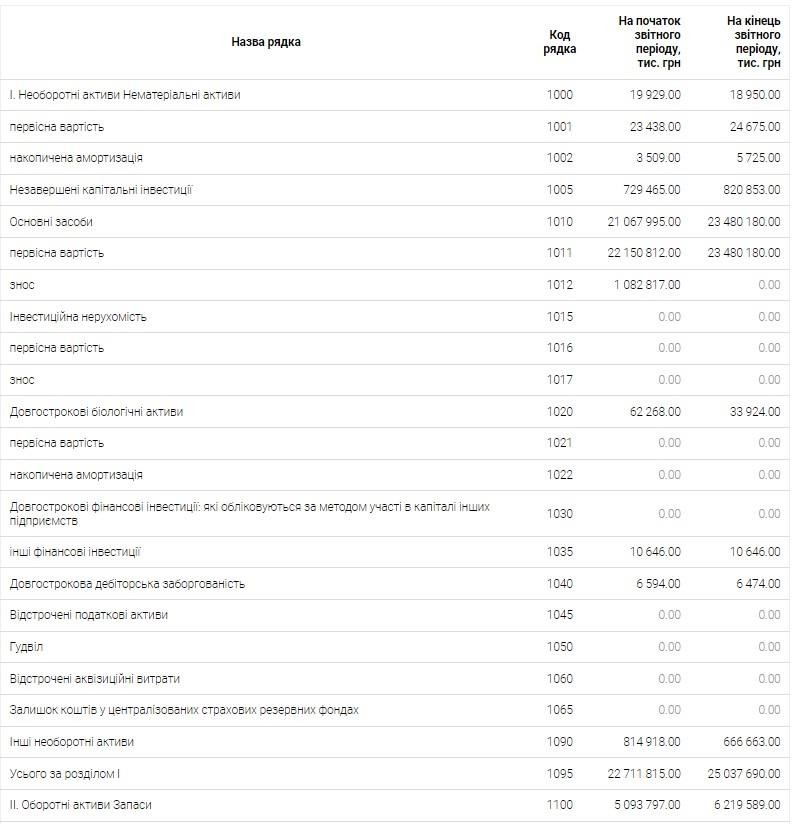 Назва рядка Код рядка На початок звітного періоду, тис. грн На кінець звітного періоду, тис. грн
І. Необоротні активи Нематеріальні активи 1000 19 929.00 18 950.00
первісна вартість 1001 23 438.00 24 675.00
накопичена амортизація 1002 3 509.00 5 725.00
Незавершені капітальні інвестиції 1005 729 465.00 820 853.00
Основні засоби 1010 21 067 995.00 23 480 180.00
первісна вартість 1011 22 150 812.00 23 480 180.00
знос 1012 1 082 817.00 0.00
Інвестиційна нерухомість 1015 0.00 0.00
первісна вартість 1016 0.00 0.00
знос 1017 0.00 0.00
Довгострокові біологічні активи 1020 62 268.00 33 924.00
первісна вартість 1021 0.00 0.00
накопичена амортизація 1022 0.00 0.00
Довгострокові фінансові інвестиції: які обліковуються за методом участі в капіталі інших
підприємств 1030 0.00 0.00
інші фінансові інвестиції 1035 10 646.00 10 646.00
Довгострокова дебіторська заборгованість 1040 6 594.00 6 474.00
Відстрочені податкові активи 1045 0.00 0.00
Гудвіл 1050 0.00 0.00
Відстрочені аквізиційні витрати 1060 0.00 0.00
Залишок коштів у централізованих страхових резервних фондах 1065 0.00 0.00
Інші необоротні активи 1090 814 918.00 666 663.00
Усього за розділом І 1095 22 711 815.00 25 037 690.00
ІІ. Оборотні активи Запаси 1100 5 093 797.00 6 219 589.00